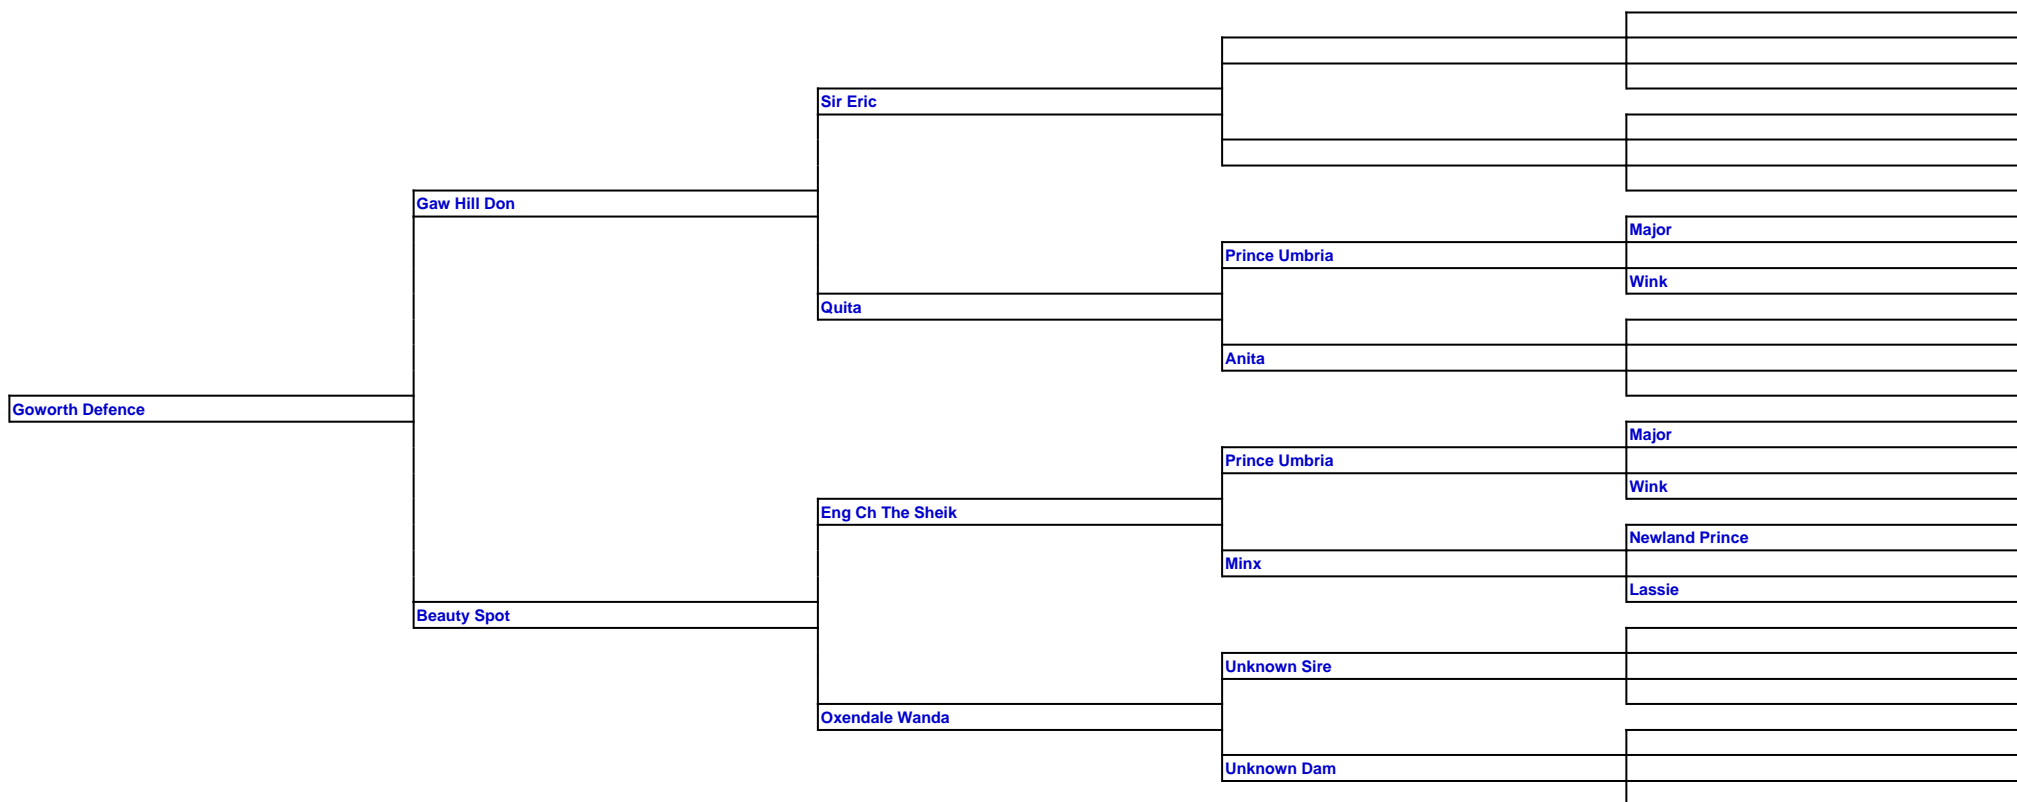 Sir Eric
Gaw Hill Don
Major
Prince Umbria
Wink
Quita
Anita
Goworth Defence
Major
Prince Umbria
Wink
Eng Ch The Sheik
Newland Prince
Minx
Lassie
Beauty Spot
Unknown Sire
Oxendale Wanda
Unknown Dam